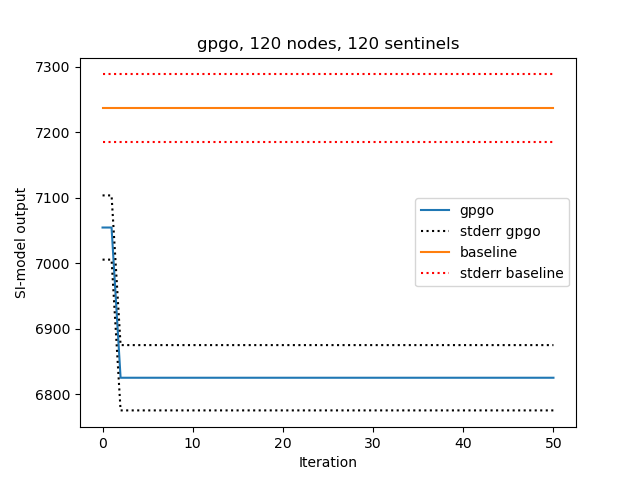 gpgo, 120 nodes, 120 sentinels
7300
7200
7100
7000
6900
6800
SI-model output
gpgo
stderr gpgo
baseline
stderr baseline
0 10 20 30 40 50
Iteration